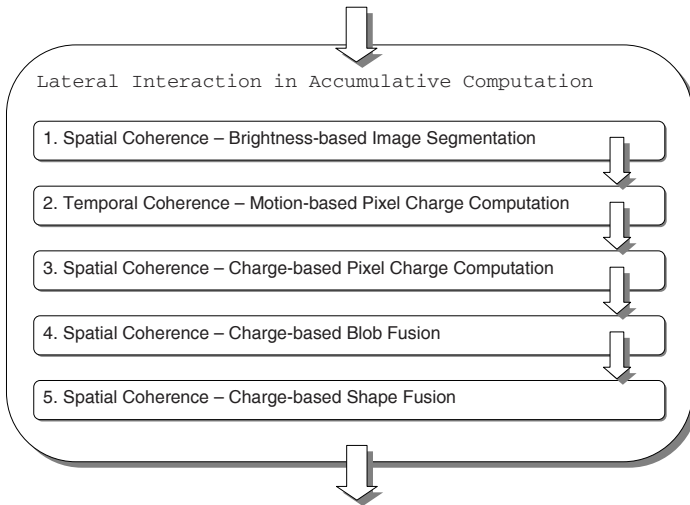 Lateral Interaction in Accumulative Computation
1. Spatial Coherence – Brightness-based Image Segmentation
2. Temporal Coherence – Motion-based Pixel Charge Computation
3. Spatial Coherence – Charge-based Pixel Charge Computation
4. Spatial Coherence – Charge-based Blob Fusion
5. Spatial Coherence – Charge-based Shape Fusion